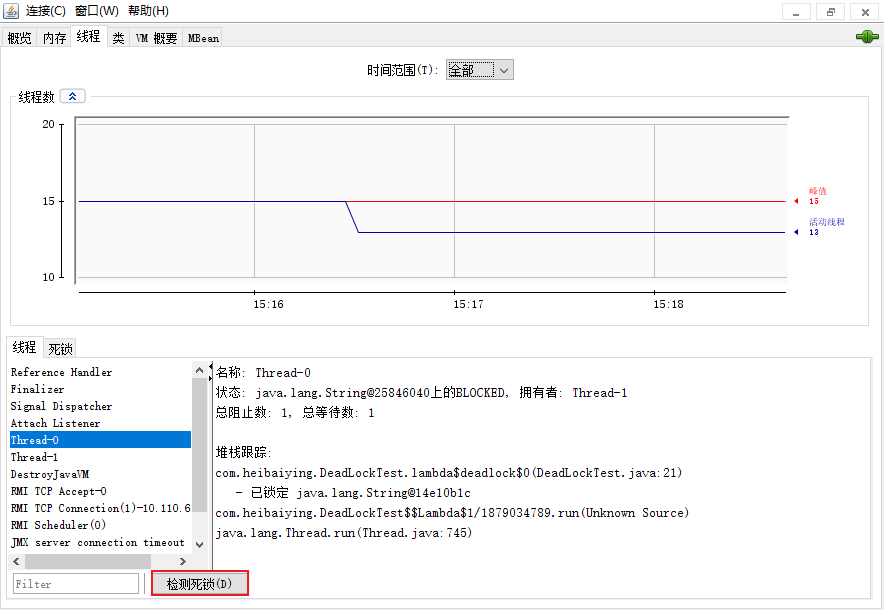 连接(C) 窗口(W) 帮助(H)
概览 内存 线程 类 VM 概要 MBean
时间范围(T): 全部
线程数
20
15
10
峰值
15
活动线程
13
15:16 15:17 15:18
线程 死锁
Reference Handler
Finalizer
Signal Dispatcher
Attach Listener
Thread-0
Thread-1
DestroyJavaVM
RMI TCP Accept-0
RMI TCP Connection(1)-10.110.6
RMI Scheduler(0)
JMX server connection timeout
Filter
检测死锁(D)
名称: Thread-0
状态: java.lang.String@25846040上的BLOCKED, 拥有者: Thread-1
总阻止数: 1, 总等待数: 1
堆栈跟踪:
com.heibaiying.DeadLockTest.lambda$deadlock$0(DeadLockTest.java:21)
- 已锁定 java.lang.String@14e10b1c
com.heibaiying.DeadLockTest$$Lambda$1/1879034789.run(Unknown Source)
java.lang.Thread.run(Thread.java:745)